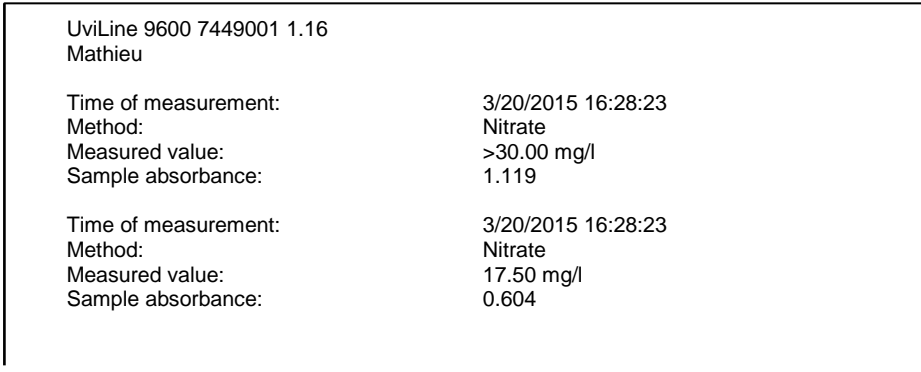 UviLine 9600 7449001 1.16
Mathieu
Time of measurement: 3/20/2015 16:28:23
Method: Nitrate
Measured value: >30.00 mg/l
Sample absorbance: 1.119
Time of measurement: 3/20/2015 16:28:23
Method: Nitrate
Measured value: 17.50 mg/l
Sample absorbance: 0.604